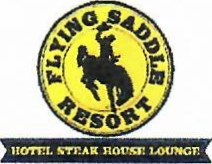 FLYING SADDLE
RESORT
HOTEL STEAK HOUSE LOUNGE